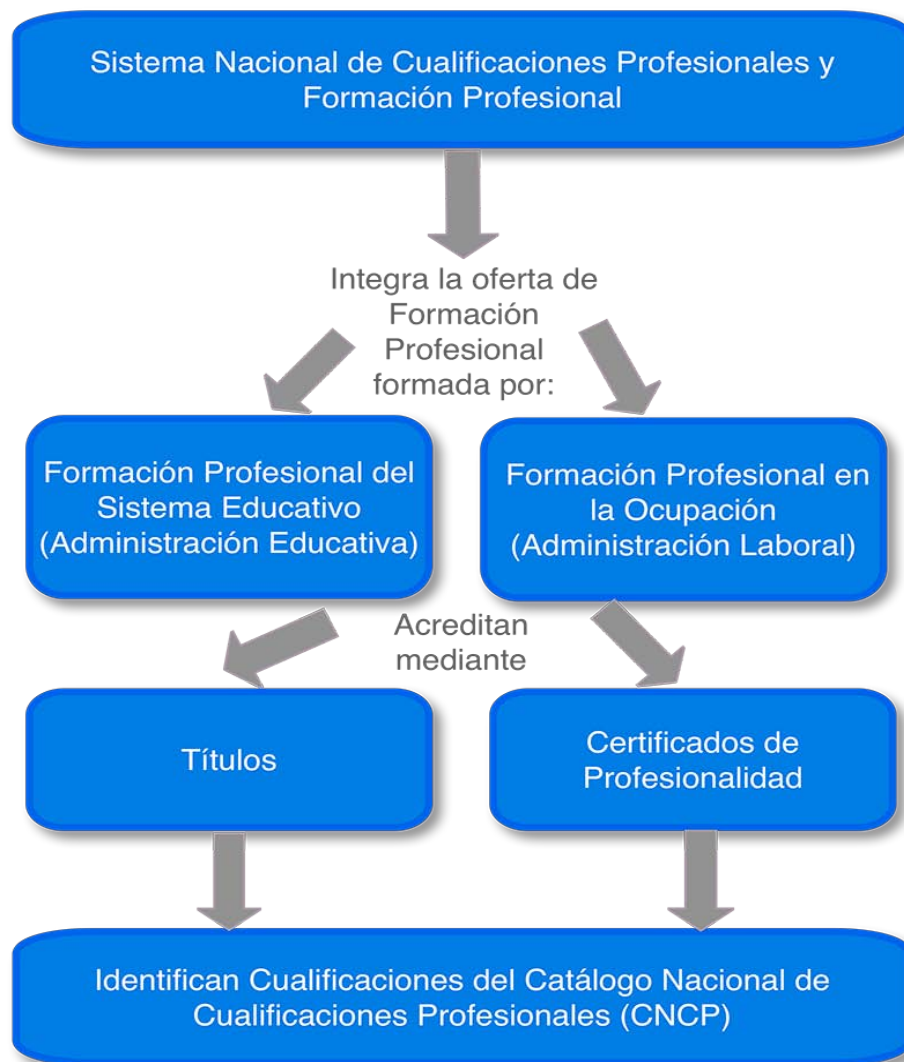 Sistema Nacional de Cualificaciones Profesionales y
Formación Profesional
Integra la oferta de
Formación
Profesional
formada por:
Formación Profesional del
Sistema Educativo
(Administración Educativa)
Formación Profesional en
la Ocupación
(Administración Laboral)
Acreditan
mediante
Títulos
Certificados de
Profesionalidad
Identifican Cualificaciones del Catálogo Nacional de
Cualificaciones Profesionales (CNCP)